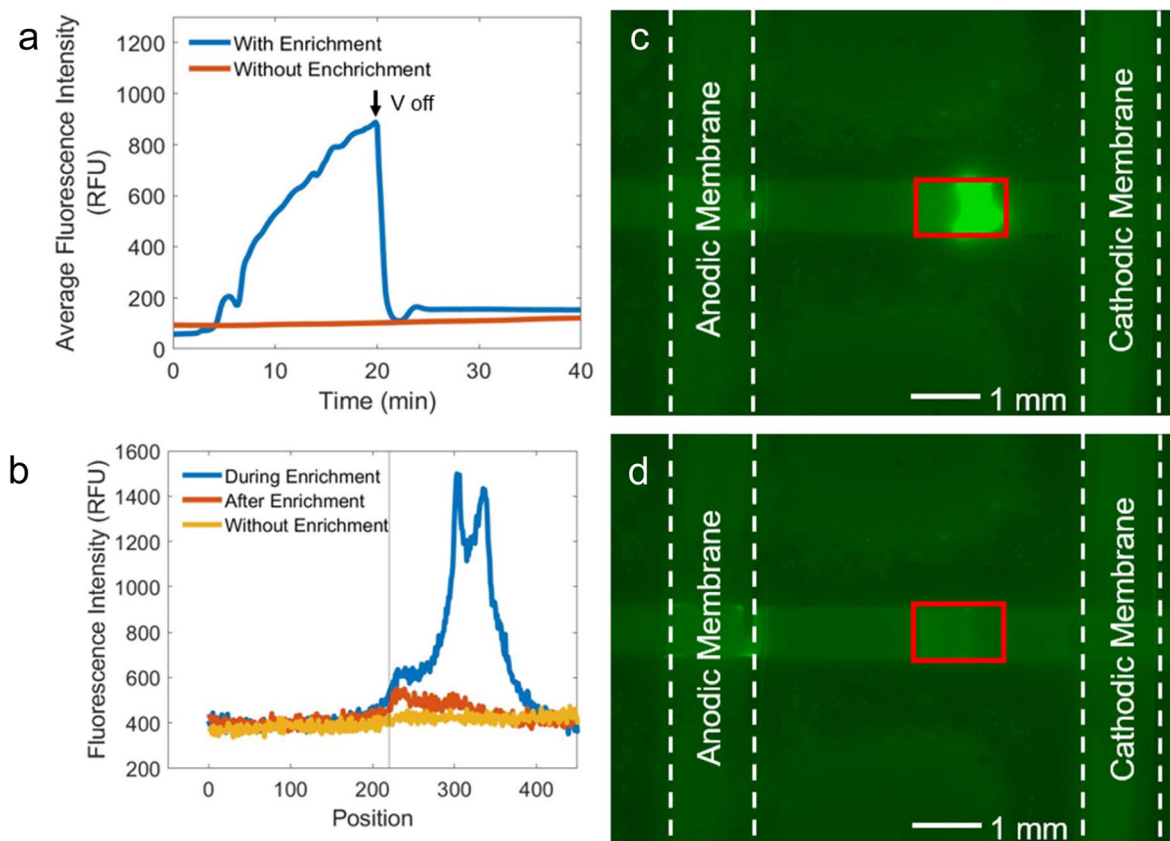 a
1200
1000
800
600
400
200
0
Average Fluorescence Intensity
(RFU)
With Enrichment
Without Enchrichment
V off
0
10
20
30
40
Time (min)
b
1600
1400
1200
1000
800
600
400
200
Fluorescence Intensity (RFU)
During Enrichment
After Enrichment
Without Enrichment
0
100
200
300
400
Position
c
Anodic Membrane
Cathodic Membrane
1 mm
d
Anodic Membrane
Cathodic Membrane
1 mm